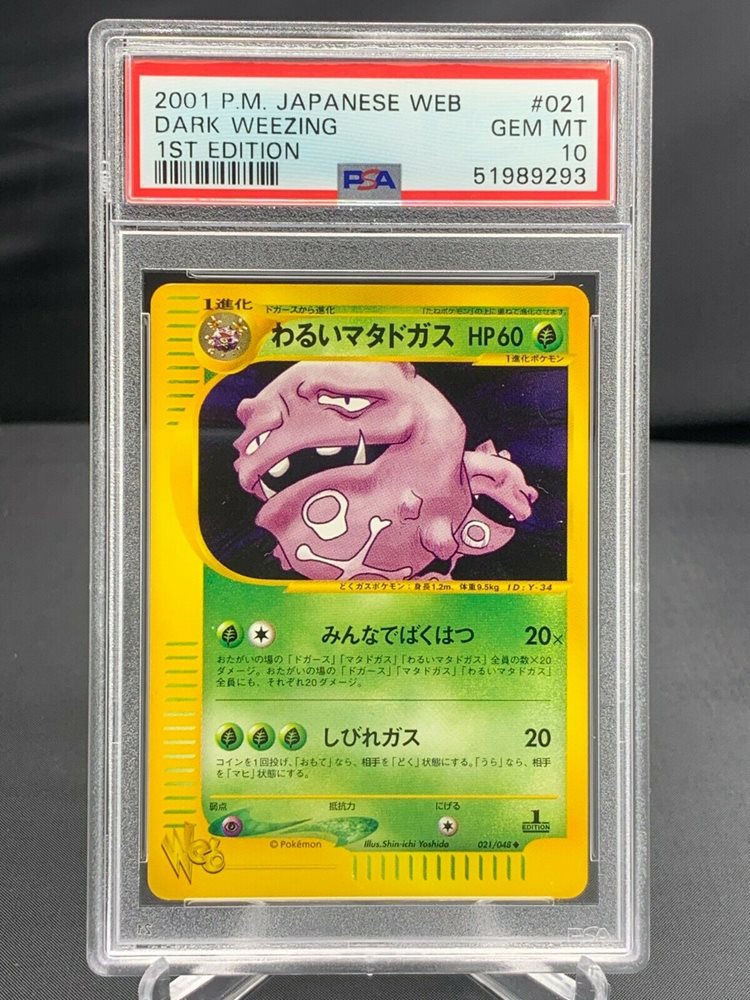 2001 P.M. JAPANESE WEB #021
DARK WEEZING GEM MT
1ST EDITION 10
PSA 51989293
1進化
ドガースから進化 「たねポケモン」の上に重ねて進化させます
わるいマタドガス HP60
1進化ポケモン
どくガスポケモン:身長1.2m、体重9.5kg ID:Y-34
みんなでばくはつ 20×
おたがいの場の「ドガース」「マタドガス」「わるいマタドガス」全員の数×20
ダメージ。おたがいの場の「ドガース」「マタドガス」「わるいマタドガス」
全員にも、それぞれ20ダメージ。
しびれガス 20
コインを1回投げ、「おもて」なら、相手を「どく」状態にする。「うら」なら、相手
を「マヒ」状態にする。
弱点 抵抗力 にげる
1
EDITION
Web
© Pokémon Illus.Shin-ichi Yoshida 021/048
PSA